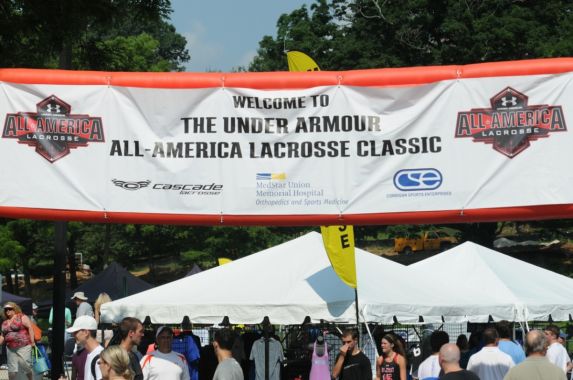 WELCOME TO
THE UNDER ARMOUR
ALL-AMERICA LACROSSE CLASSIC
ALL-AMERICA
LACROSSE
ALL-AMERICA
LACROSSE
CASCADE
LACROSSE
MedStar Union
Memorial Hospital
Orthopedics and Sports Medicine
CSE
CORRIGAN SPORTS ENTERPRISES
SE